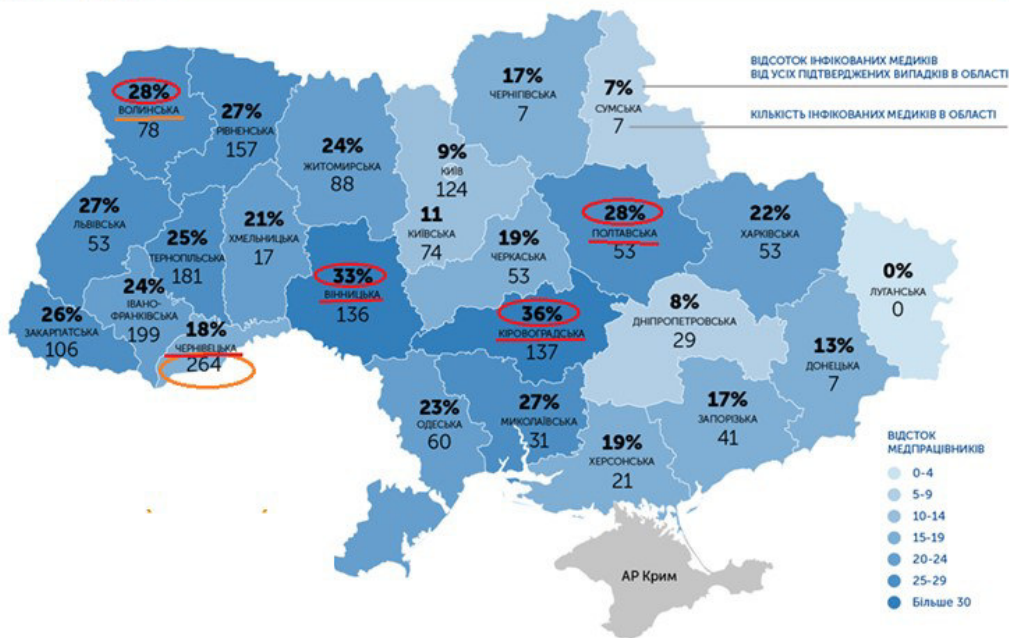 ВІДСОТОК ІНФІКОВАНИХ МЕДИКІВ
ВІД УСІХ ПІДТВЕРДЖЕНИХ ВИПАДКІВ В ОБЛАСТІ
КІЛЬКІСТЬ ІНФІКОВАНИХ МЕДИКІВ В ОБЛАСТІ
28%
ВОЛИНСЬКА
78
27%
РІВНЕНСЬКА
157
24%
ЖИТОМИРСЬКА
88
9%
КИЇВ
124
11
КИЇВСЬКА
74
17%
ЧЕРНІГІВСЬКА
7
7%
СУМСЬКА
7
27%
ЛЬВІВСЬКА
53
25%
ТЕРНОПІЛЬСЬКА
181
21%
ХМЕЛЬНИЦЬКА
17
33%
ВІННИЦЬКА
136
19%
ЧЕРКАСЬКА
53
28%
ПОЛТАВСЬКА
53
22%
ХАРКІВСЬКА
53
0%
ЛУГАНСЬКА
0
26%
ЗАКАРПАТСЬКА
106
24%
ІВАНО-
ФРАНКІВСЬКА
199
18%
ЧЕРНІВЕЦЬКА
264
36%
КІРОВОГРАДСЬКА
137
8%
ДНІПРОПЕТРОВСЬКА
29
13%
ДОНЕЦЬКА
7
23%
ОДЕСЬКА
60
27%
МИКОЛАЇВСЬКА
31
19%
ХЕРСОНСЬКА
21
17%
ЗАПОРІЗЬКА
41
АР Крим
ВІДСТОК
МЕДПРАЦІВНИКІВ
0-4
5-9
10-14
15-19
20-24
25-29
Більше 30